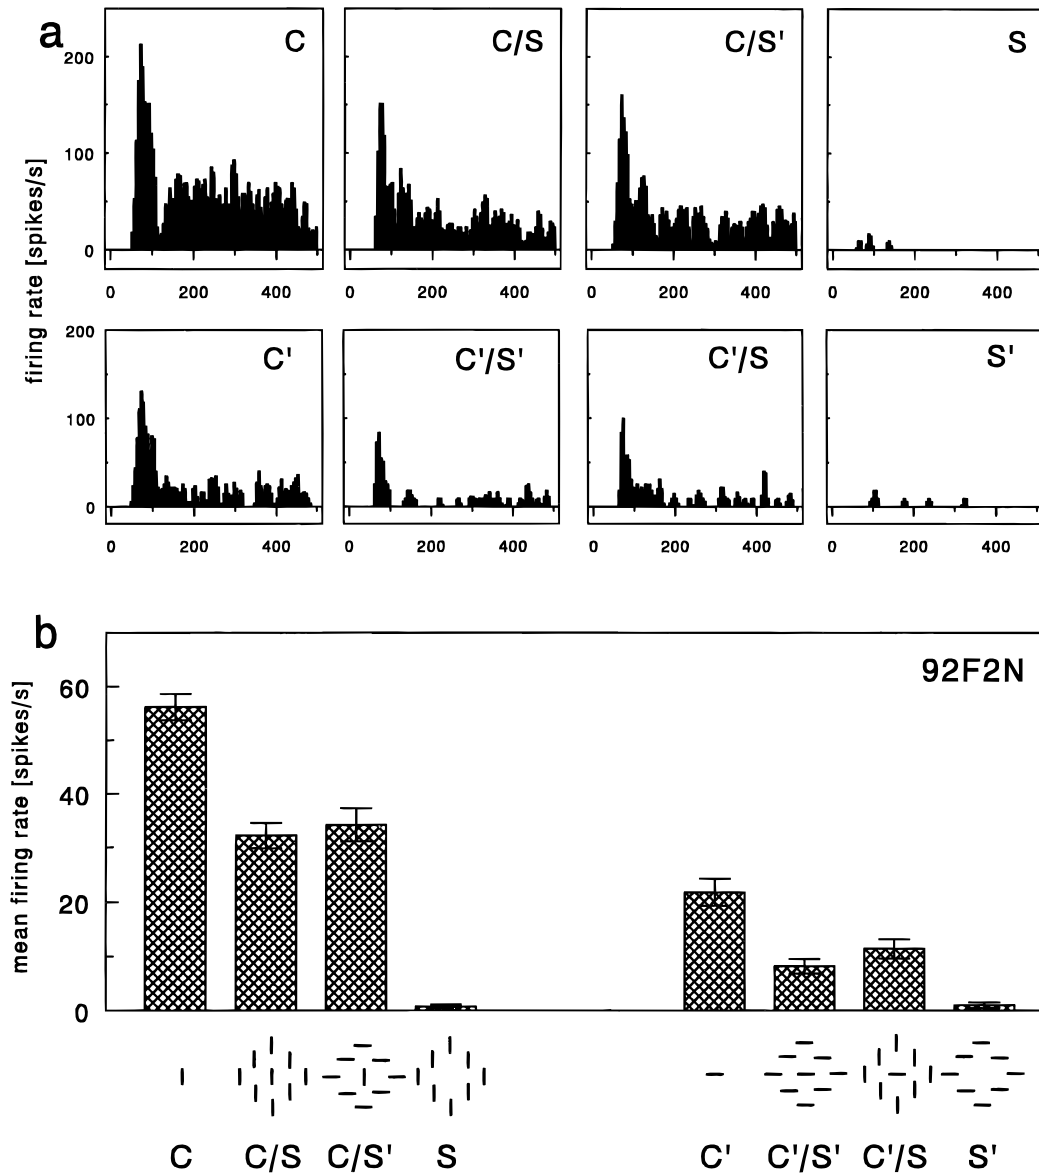 a
C
C/S
C/S'
S
200
100
0
0 200 400
0 200 400
0 200 400
0 200 400
firing rate [spikes/s]
200
C'
C'/S'
C'/S
S'
100
0
0 200 400
0 200 400
0 200 400
0 200 400
b
92F2N
mean firing rate [spikes/s]
60
40
20
0
C C/S C/S' S C' C'/S' C'/S S'